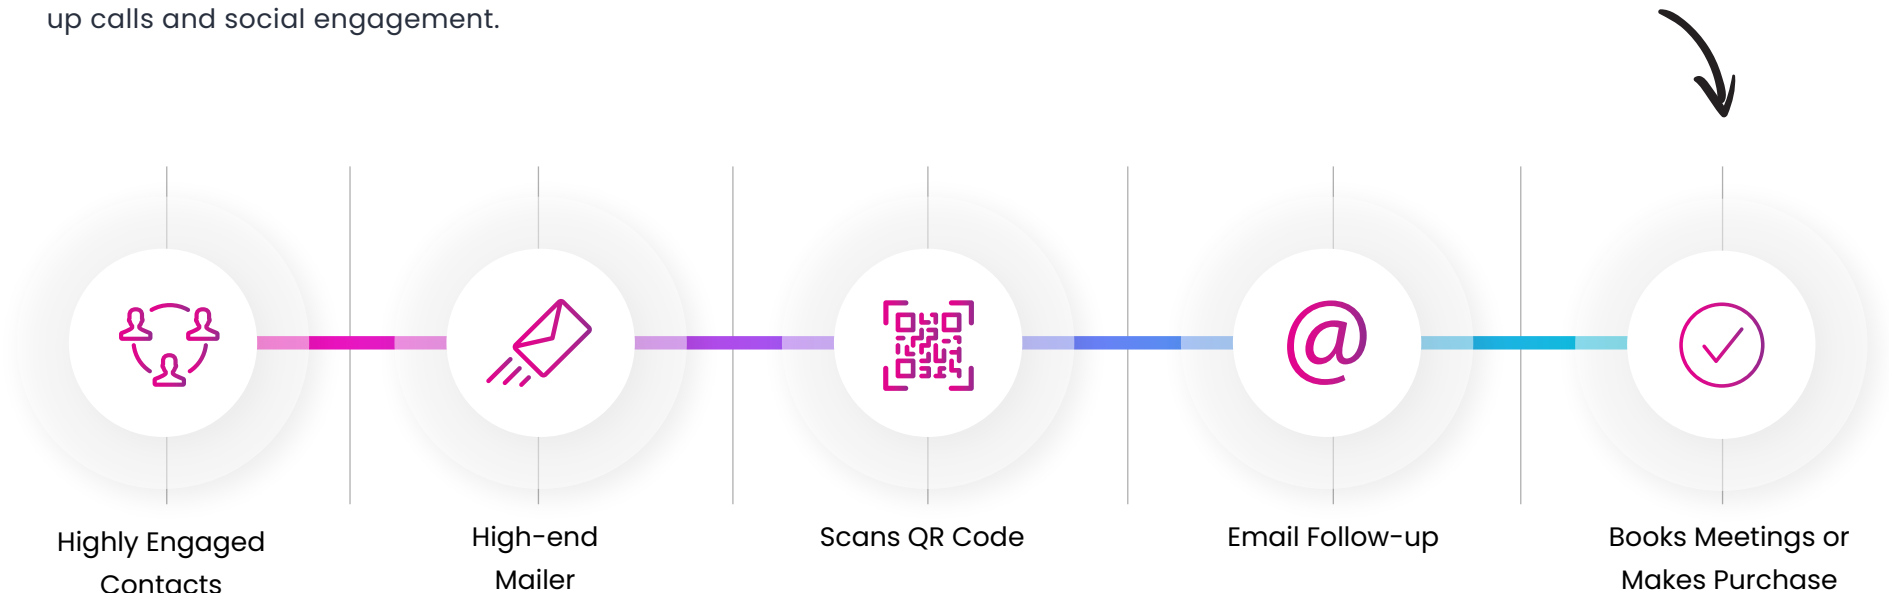 up calls and social engagement.
Highly Engaged
Contacts
High-end
Mailer
Scans QR Code
Email Follow-up
Books Meetings or
Makes Purchase